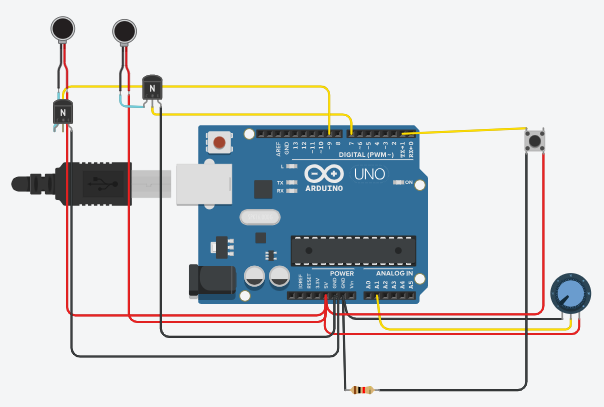 N
N
AREF
GND
13
12
~11
~10
~9
8
7
~6
~5
4
~3
2
TX→1
RX←0
DIGITAL (PWM~)
L
TX
RX
ARDUINO
UNO
ON
POWER
ANALOG IN
IOREF
RESET
3.3V
5V
GND
GND
Vin
A0
A1
A2
A3
A4
A5